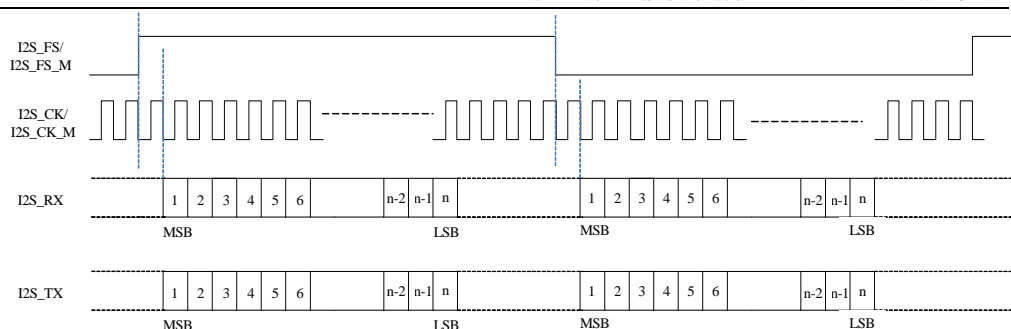 I2S_FS/
I2S_FS_M
I2S_CK/
I2S_CK_M
I2S_RX
1 2 3 4 5 6 n-2 n-1 n 1 2 3 4 5 6 n-2 n-1 n
MSB LSB MSB LSB
I2S_TX
1 2 3 4 5 6 n-2 n-1 n 1 2 3 4 5 6 n-2 n-1 n
MSB LSB MSB LSB